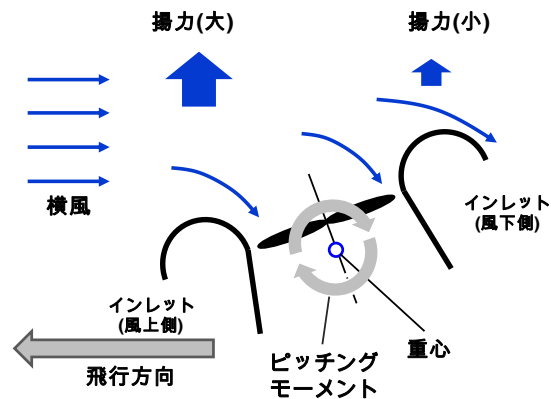 揚力(大)
揚力(小)
横風
インレット
(風下側)
インレット
(風上側)
重心
ピッチング
モーメント
飛行方向